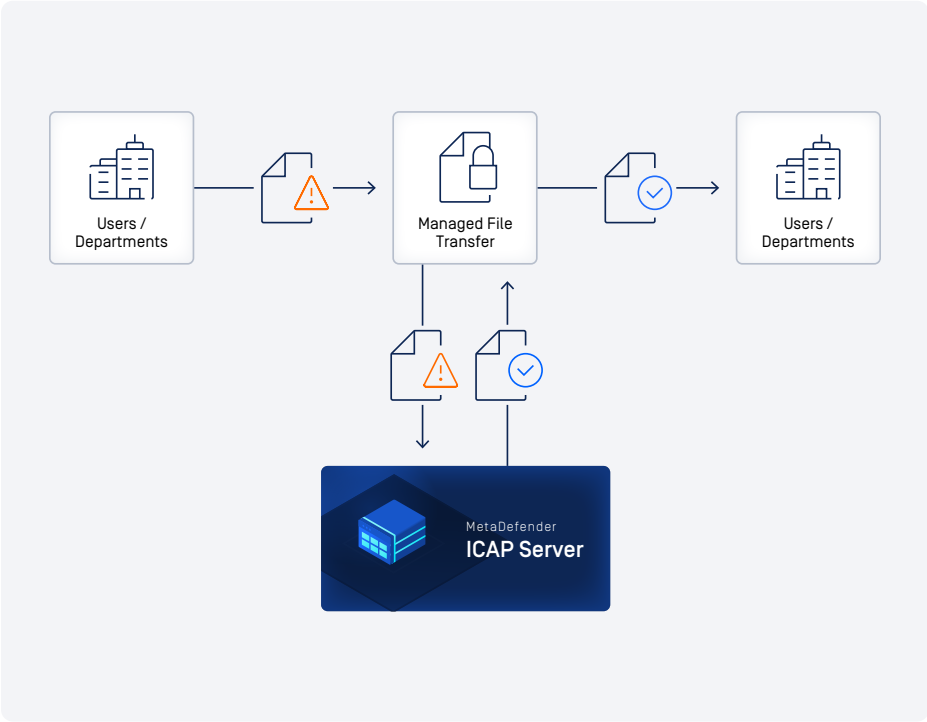 Users /
Departments
Managed File
Transfer
Users /
Departments
MetaDefender
ICAP Server